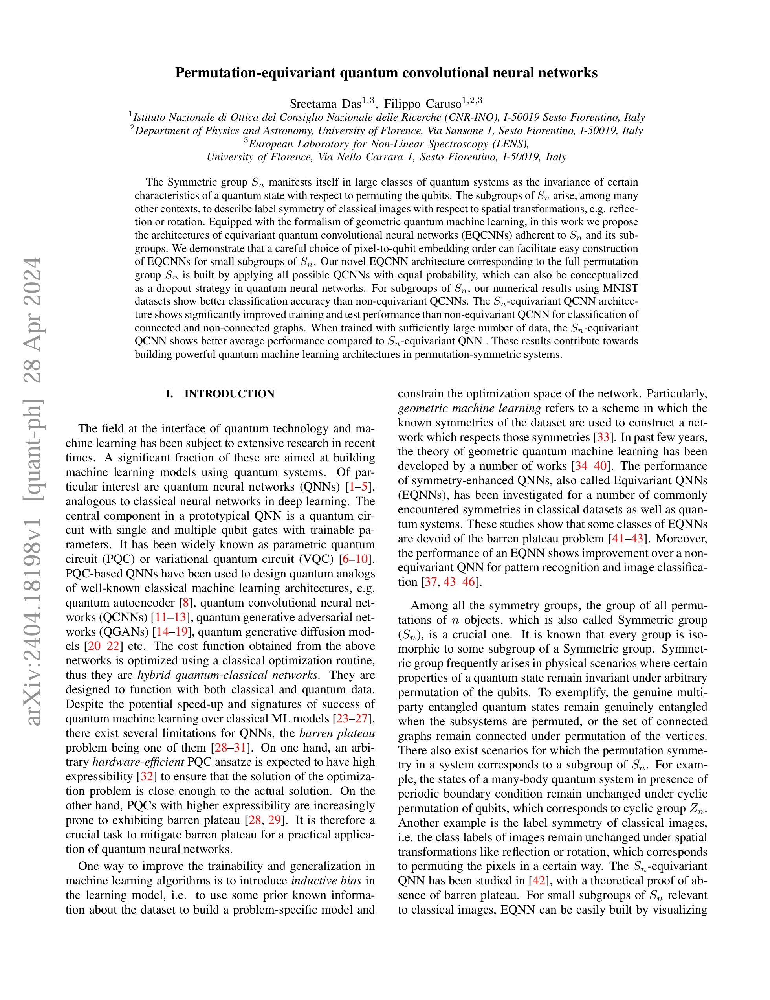 Permutation-equivariant quantum convolutional neural networks
Sreetama Das1,3, Filippo Caruso1,2,3
1Istituto Nazionale di Ottica del Consiglio Nazionale delle Ricerche (CNR-INO), I-50019 Sesto Fiorentino, Italy
2Department of Physics and Astronomy, University of Florence, Via Sansone 1, Sesto Fiorentino, I-50019, Italy
3European Laboratory for Non-Linear Spectroscopy (LENS),
University of Florence, Via Nello Carrara 1, Sesto Fiorentino, I-50019, Italy
The Symmetric group Sn manifests itself in large classes of quantum systems as the invariance of certain
characteristics of a quantum state with respect to permuting the qubits. The subgroups of Sn arise, among many
other contexts, to describe label symmetry of classical images with respect to spatial transformations, e.g. reflec-
tion or rotation. Equipped with the formalism of geometric quantum machine learning, in this work we propose
the architectures of equivariant quantum convolutional neural networks (EQCNNs) adherent to Sn and its sub-
groups. We demonstrate that a careful choice of pixel-to-qubit embedding order can facilitate easy construction
of EQCNNs for small subgroups of Sn. Our novel EQCNN architecture corresponding to the full permutation
group Sn is built by applying all possible QCNNs with equal probability, which can also be conceptualized
as a dropout strategy in quantum neural networks. For subgroups of Sn, our numerical results using MNIST
datasets show better classification accuracy than non-equivariant QCNNs. The Sn-equivariant QCNN architec-
ture shows significantly improved training and test performance than non-equivariant QCNN for classification of
connected and non-connected graphs. When trained with sufficiently large number of data, the Sn-equivariant
QCNN shows better average performance compared to Sn-equivariant QNN . These results contribute towards
building powerful quantum machine learning architectures in permutation-symmetric systems.
arXiv:2404.18198v1 [quant-ph] 28 Apr 2024
I. INTRODUCTION
The field at the interface of quantum technology and ma-
chine learning has been subject to extensive research in recent
times. A significant fraction of these are aimed at building
machine learning models using quantum systems. Of par-
ticular interest are quantum neural networks (QNNs) [1–5],
analogous to classical neural networks in deep learning. The
central component in a prototypical QNN is a quantum cir-
cuit with single and multiple qubit gates with trainable pa-
rameters. It has been widely known as parametric quantum
circuit (PQC) or variational quantum circuit (VQC) [6–10].
PQC-based QNNs have been used to design quantum analogs
of well-known classical machine learning architectures, e.g.
quantum autoencoder [8], quantum convolutional neural net-
works (QCNNs) [11–13], quantum generative adversarial net-
works (QGANs) [14–19], quantum generative diffusion mod-
els [20–22] etc. The cost function obtained from the above
networks is optimized using a classical optimization routine,
thus they are hybrid quantum-classical networks. They are
designed to function with both classical and quantum data.
Despite the potential speed-up and signatures of success of
quantum machine learning over classical ML models [23–27],
there exist several limitations for QNNs, the barren plateau
problem being one of them [28–31]. On one hand, an arbi-
trary hardware-efficient PQC ansatze is expected to have high
expressibility [32] to ensure that the solution of the optimiza-
tion problem is close enough to the actual solution. On the
other hand, PQCs with higher expressibility are increasingly
prone to exhibiting barren plateau [28, 29]. It is therefore a
crucial task to mitigate barren plateau for a practical applica-
tion of quantum neural networks.
One way to improve the trainability and generalization in
machine learning algorithms is to introduce inductive bias in
the learning model, i.e. to use some prior known informa-
tion about the dataset to build a problem-specific model and
constrain the optimization space of the network. Particularly,
geometric machine learning refers to a scheme in which the
known symmetries of the dataset are used to construct a net-
work which respects those symmetries [33]. In past few years,
the theory of geometric quantum machine learning has been
developed by a number of works [34–40]. The performance
of symmetry-enhanced QNNs, also called Equivariant QNNs
(EQNNs), has been investigated for a number of commonly
encountered symmetries in classical datasets as well as quan-
tum systems. These studies show that some classes of EQNNs
are devoid of the barren plateau problem [41–43]. Moreover,
the performance of an EQNN shows improvement over a non-
equivariant QNN for pattern recognition and image classifica-
tion [37, 43–46].
Among all the symmetry groups, the group of all permu-
tations of n objects, which is also called Symmetric group
(Sn), is a crucial one. It is known that every group is iso-
morphic to some subgroup of a Symmetric group. Symmet-
ric group frequently arises in physical scenarios where certain
properties of a quantum state remain invariant under arbitrary
permutation of the qubits. To exemplify, the genuine multi-
party entangled quantum states remain genuinely entangled
when the subsystems are permuted, or the set of connected
graphs remain connected under permutation of the vertices.
There also exist scenarios for which the permutation symme-
try in a system corresponds to a subgroup of Sn. For exam-
ple, the states of a many-body quantum system in presence of
periodic boundary condition remain unchanged under cyclic
permutation of qubits, which corresponds to cyclic group Zn.
Another example is the label symmetry of classical images,
i.e. the class labels of images remain unchanged under spatial
transformations like reflection or rotation, which corresponds
to permuting the pixels in a certain way. The Sn-equivariant
QNN has been studied in [42], with a theoretical proof of ab-
sence of barren plateau. For small subgroups of Sn relevant
to classical images, EQNN can be easily built by visualizing